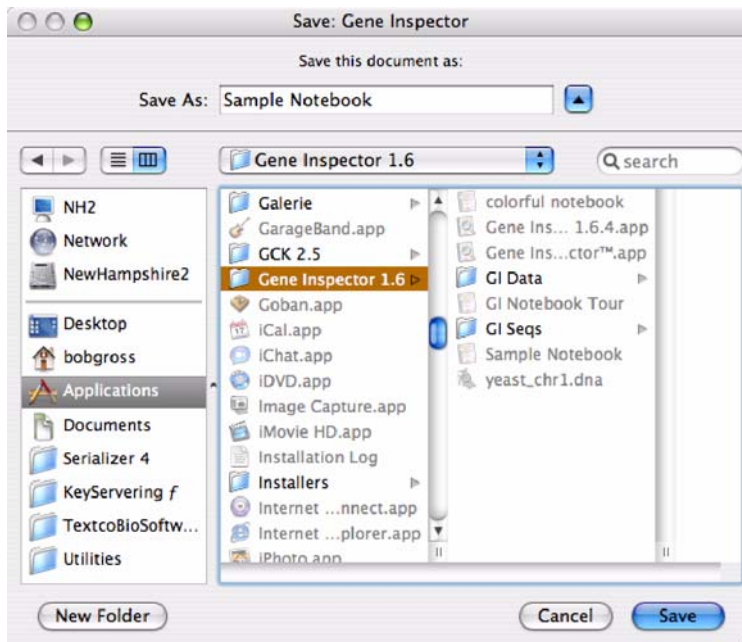 Save: Gene Inspector
Save this document as:
Save As: Sample Notebook
Gene Inspector 1.6
search
NH2
Network
NewHampshire2
Desktop
bobgross
Applications
Documents
Serializer 4
KeyServering ƒ
TextcoBioSoftw...
Utilities
Galerie
GarageBand.app
GCK 2.5
Gene Inspector 1.6
Goban.app
iCal.app
iChat.app
iDVD.app
Image Capture.app
iMovie HD.app
Installation Log
Installers
Internet ...nnect.app
Internet ...plorer.app
iPhoto.app
colorful notebook
Gene Ins... 1.6.4.app
Gene Ins...ctor™.app
GI Data
GI Notebook Tour
GI Seqs
Sample Notebook
yeast_chr1.dna
New Folder
Cancel
Save